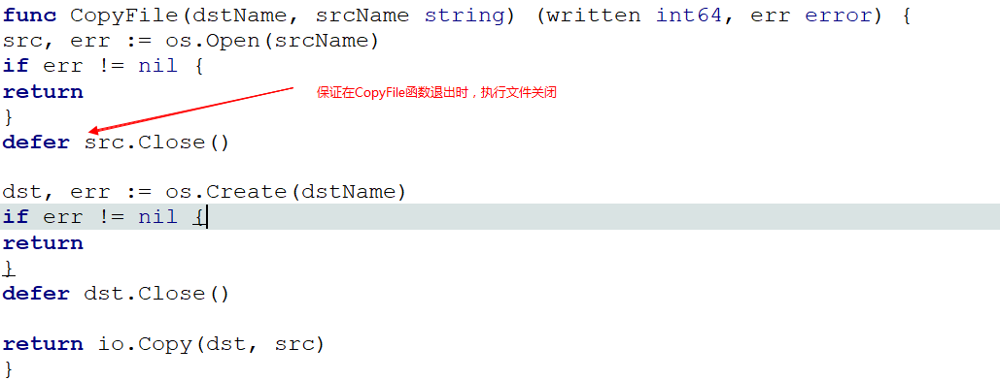 func CopyFile(dstName, srcName string) (written int64, err error) {
src, err := os.Open(srcName)
if err != nil {
return
保证在CopyFile函数退出时，执行文件关闭
}
defer src.Close()
dst, err := os.Create(dstName)
if err != nil {
return
}
defer dst.Close()
return io.Copy(dst, src)
}